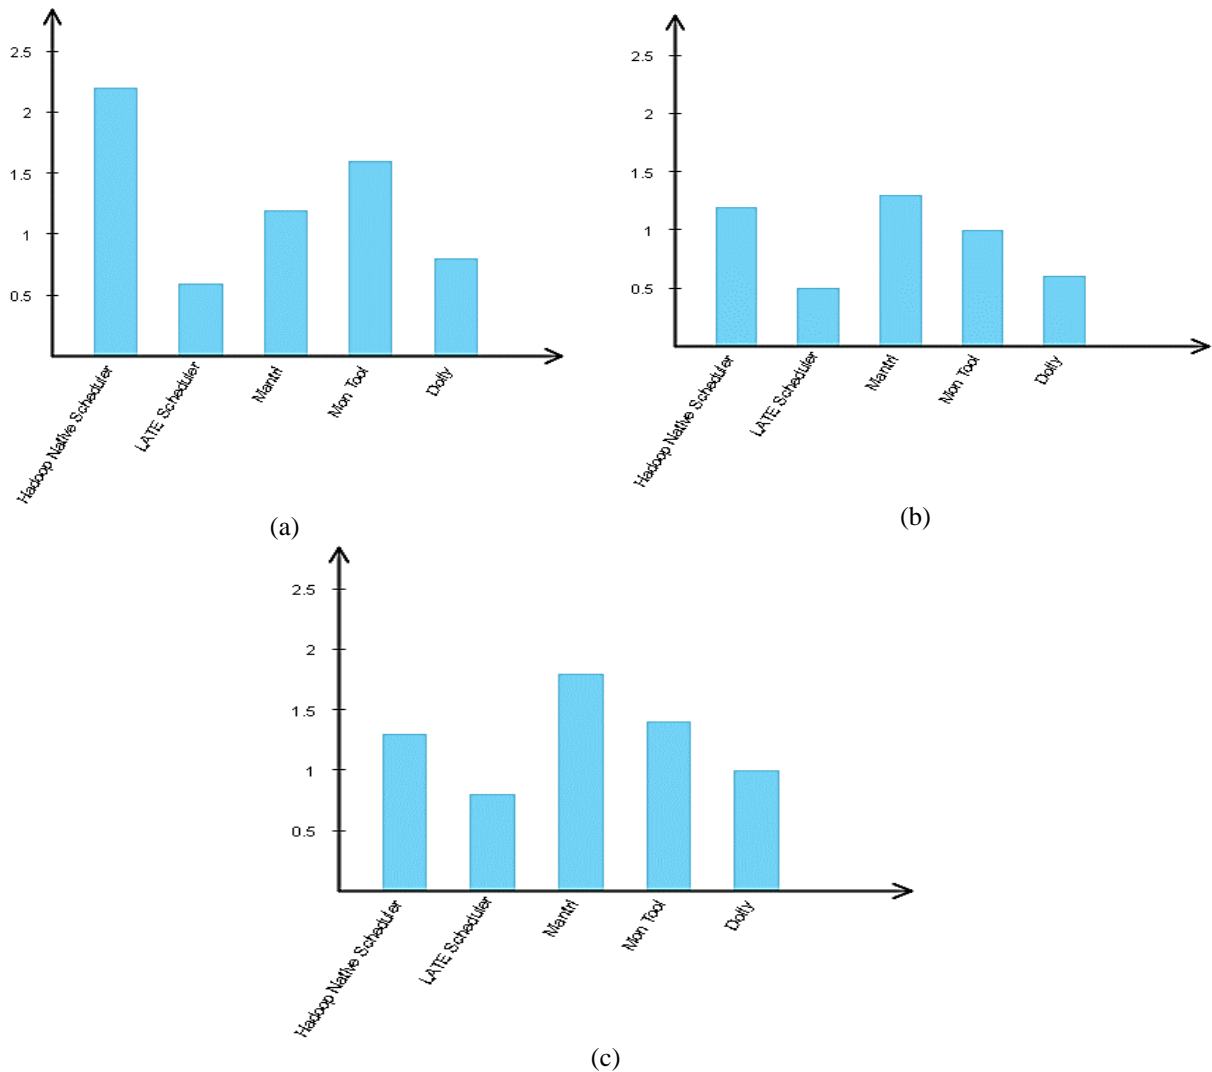 2.5
2
1.5
1
0.5
Hadoop Native Scheduler
LATE Scheduler
Mantri
Mon Tool
Dolly
(a)
2.5
2
1.5
1
0.5
Hadoop Native Scheduler
LATE Scheduler
Mantri
Mon Tool
Dolly
(b)
2.5
2
1.5
1
0.5
Hadoop Native Scheduler
LATE Scheduler
Mantri
Mon Tool
Dolly
(c)